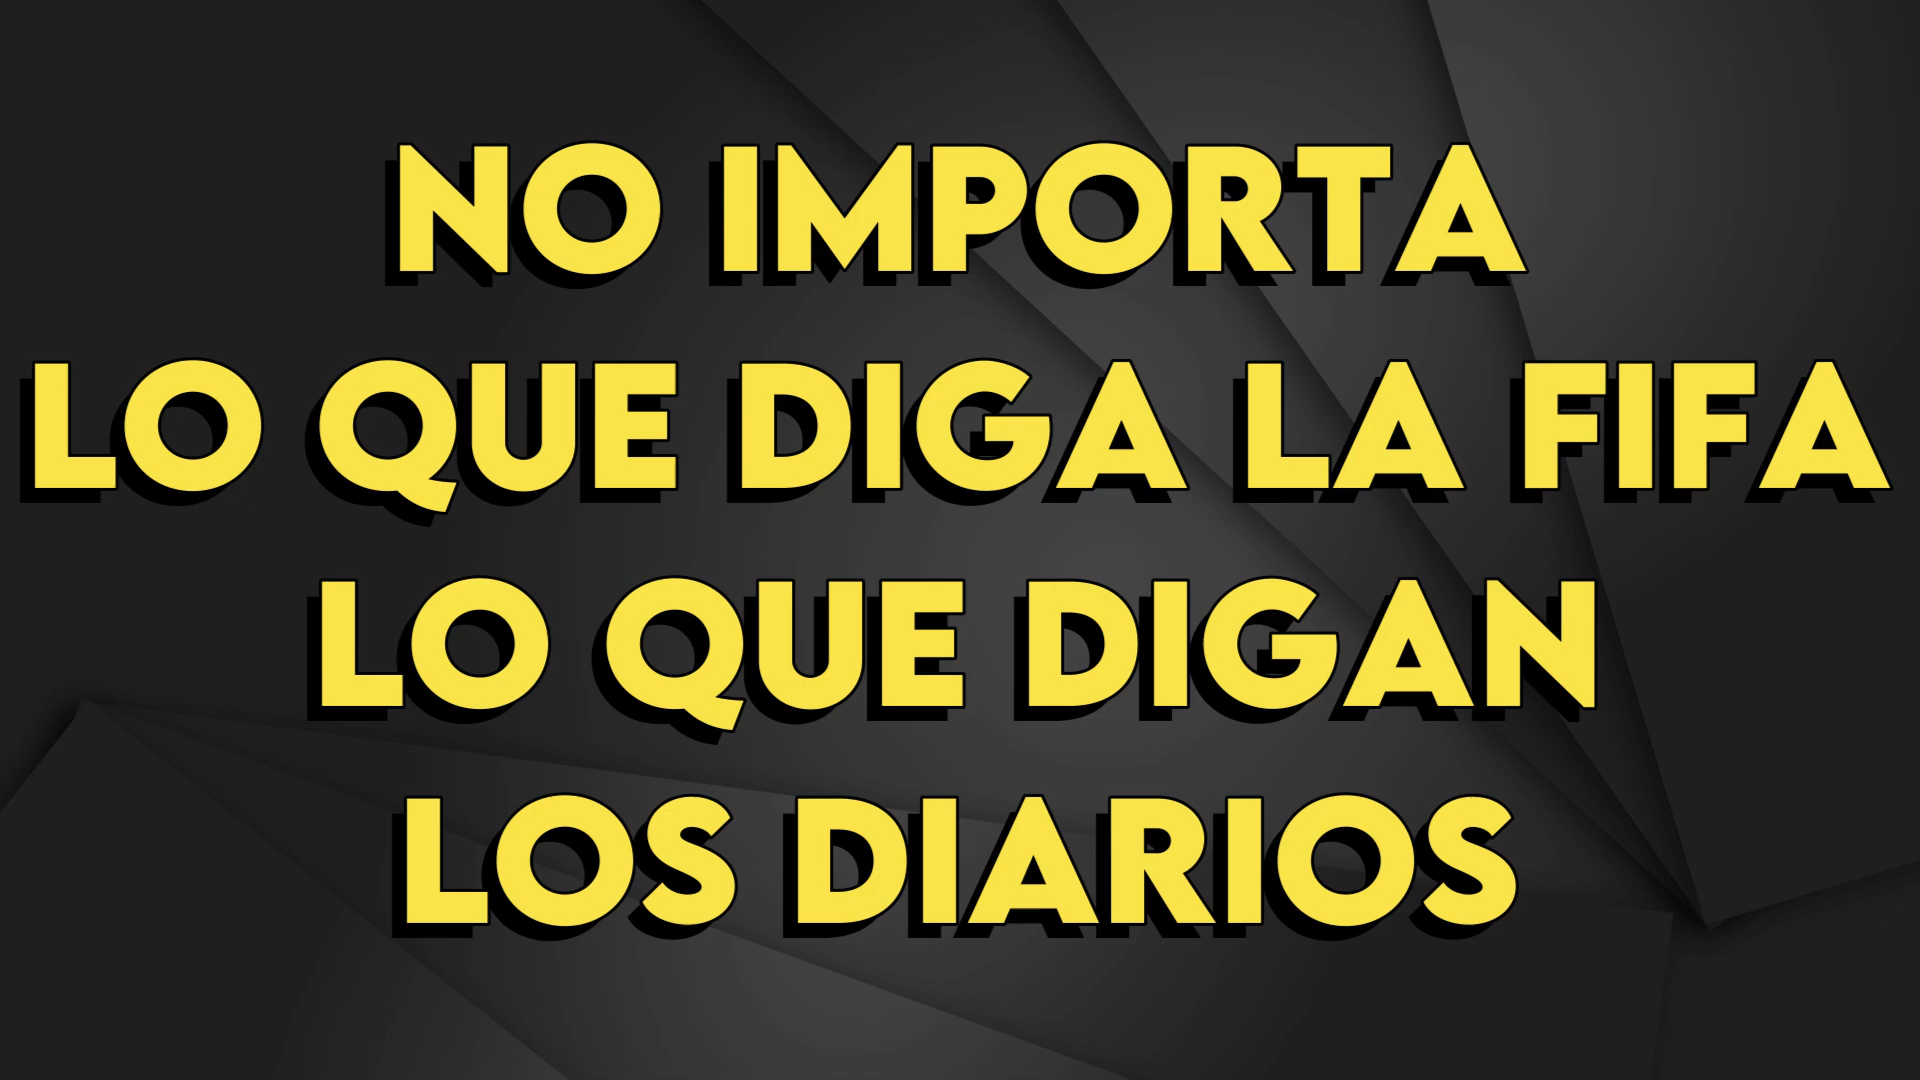 NO IMPORTA
LO QUE DIGA LA FIFA
LO QUE DIGAN
LOS DIARIOS